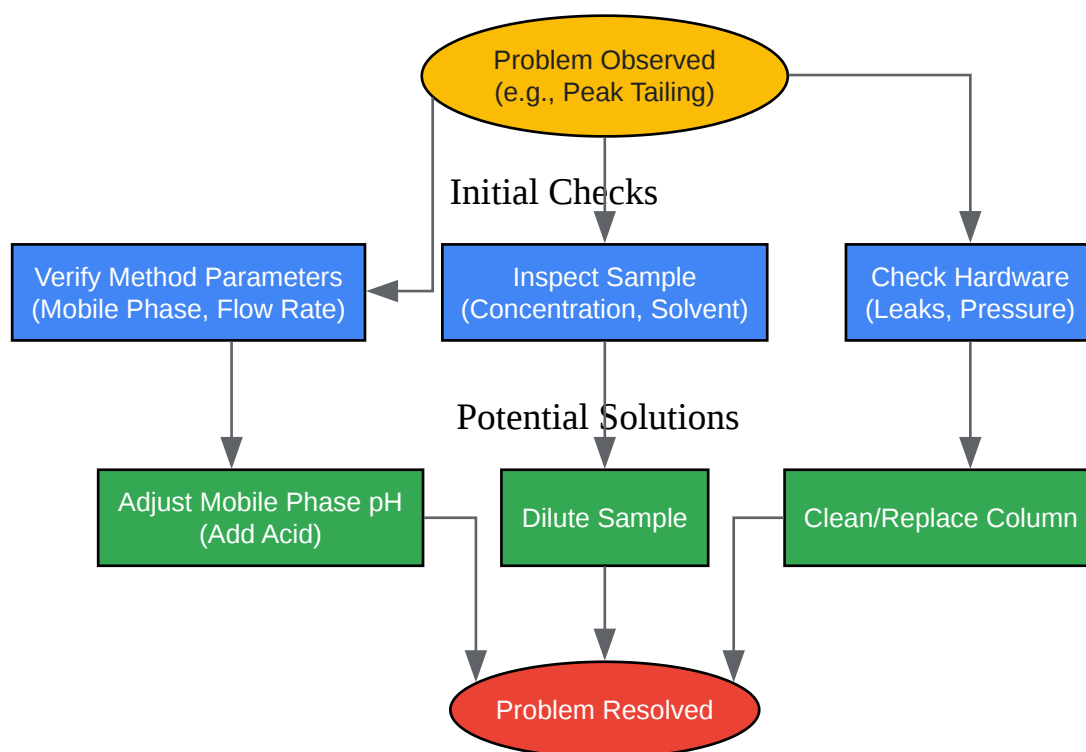 Problem Observed
(e.g., Peak Tailing)
Initial Checks
Verify Method Parameters
(Mobile Phase, Flow Rate)
Inspect Sample
(Concentration, Solvent)
Check Hardware
(Leaks, Pressure)
Potential Solutions
Adjust Mobile Phase pH
(Add Acid)
Dilute Sample
Clean/Replace Column
Problem Resolved